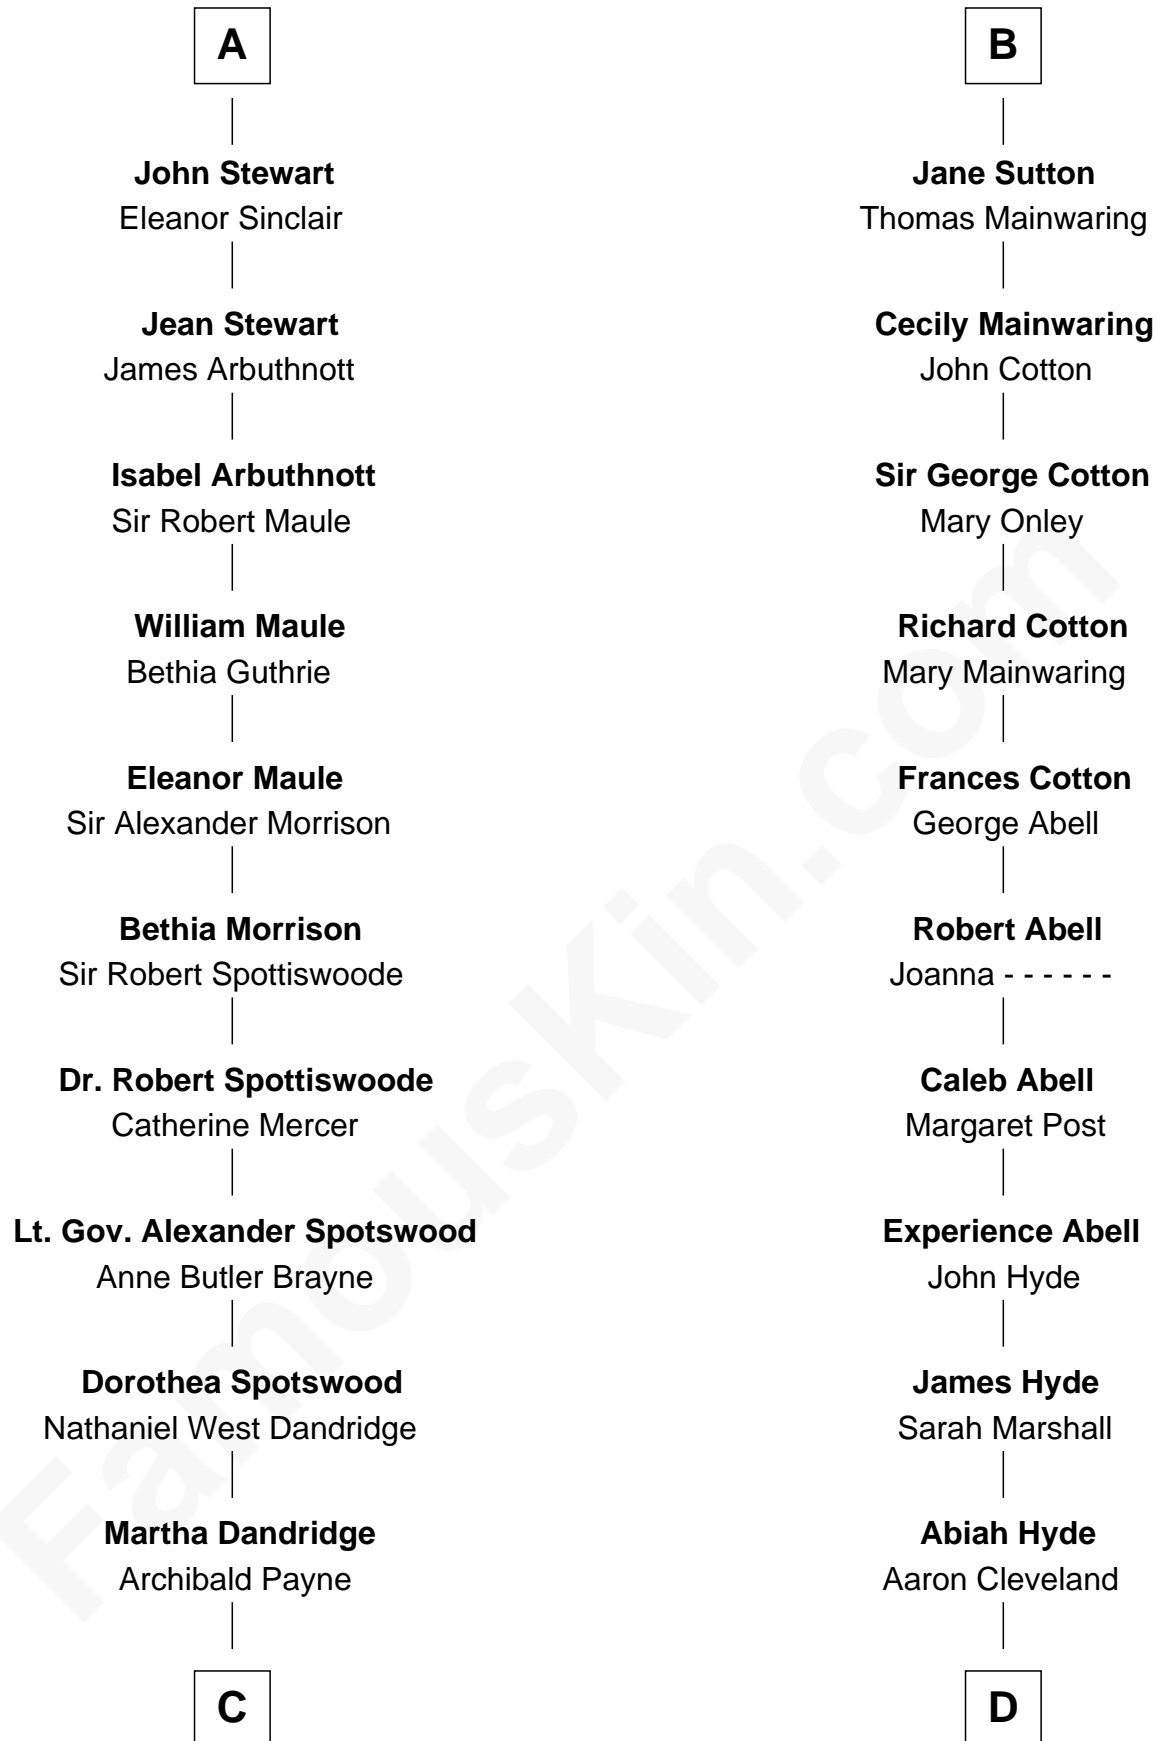 A
John Stewart
Eleanor Sinclair
Jean Stewart
James Arbuthnott
Isabel Arbuthnott
Sir Robert Maule
William Maule
Bethia Guthrie
Eleanor Maule
Sir Alexander Morrison
Bethia Morrison
Sir Robert Spottiswoode
Dr. Robert Spottiswoode
Catherine Mercer
Lt. Gov. Alexander Spotswood
Anne Butler Brayne
Dorothea Spotswood
Nathaniel West Dandridge
Martha Dandridge
Archibald Payne
C
B
Jane Sutton
Thomas Mainwaring
Cecily Mainwaring
John Cotton
Sir George Cotton
Mary Onley
Richard Cotton
Mary Mainwaring
Frances Cotton
George Abell
Robert Abell
Joanna - - - - - -
Caleb Abell
Margaret Post
Experience Abell
John Hyde
James Hyde
Sarah Marshall
Abiah Hyde
Aaron Cleveland
D
FamousKin.com